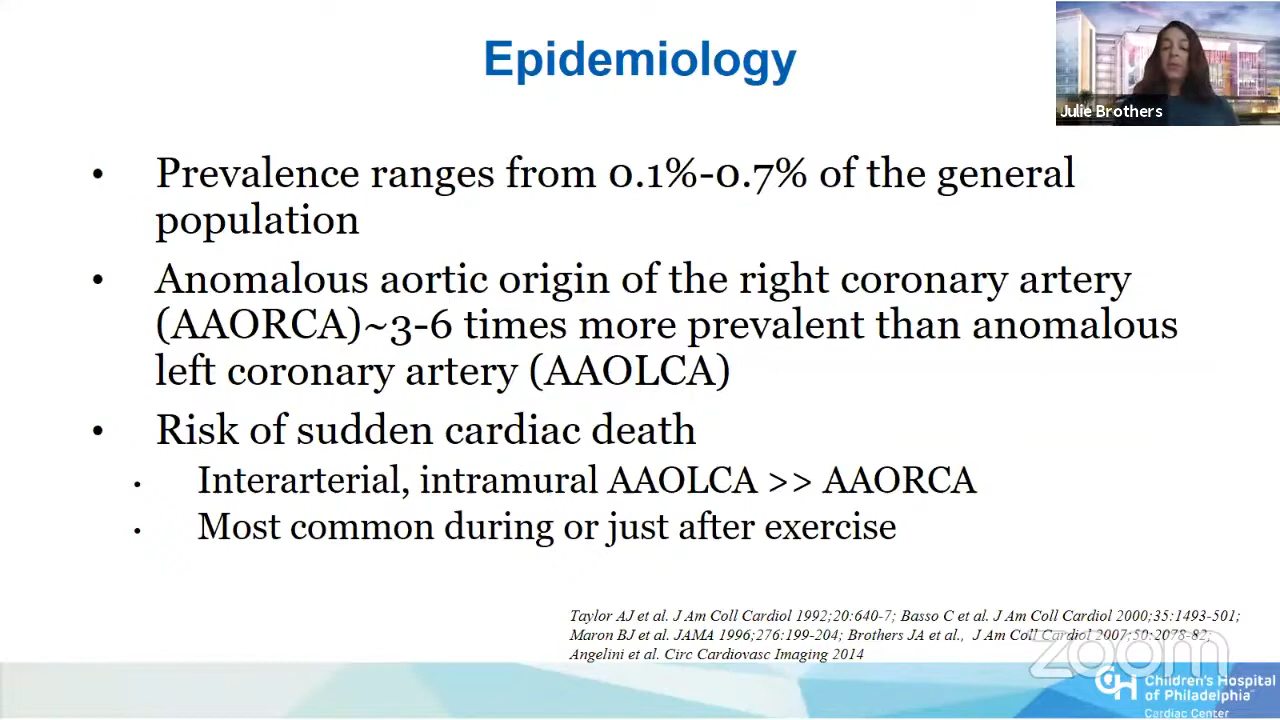 Epidemiology
Julie Brothers
• Prevalence ranges from 0.1%-0.7% of the general
population
• Anomalous aortic origin of the right coronary artery
(AAORCA)~3-6 times more prevalent than anomalous
left coronary artery (AAOLCA)
• Risk of sudden cardiac death
• Interarterial, intramural AAOLCA >> AAORCA
• Most common during or just after exercise
Taylor AJ et al. J Am Coll Cardiol 1992;20:640-7; Basso C et al. J Am Coll Cardiol 2000;35:1493-501;
Maron BJ et al. JAMA 1996;276:199-204; Brothers JA et al., J Am Coll Cardiol 2007;50:2078-82;
Angelini et al. Circ Cardiovasc Imaging 2014
zoom
CH Children's Hospital
of Philadelphia
Cardiac Center